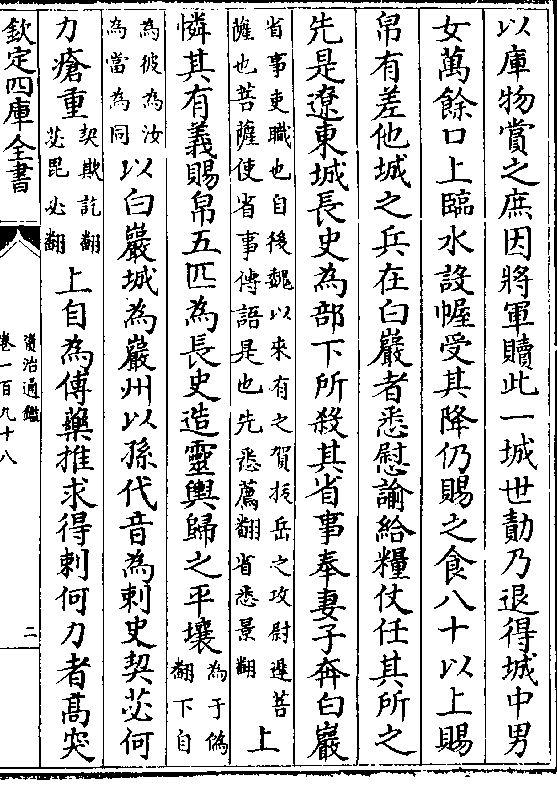 以庫物賞之庶因將軍贖此一城世勣乃退得城中男
女萬餘口上臨水設幄受其降仍賜之食八十以上賜
帛有差他城之兵在白巖者悉慰諭給糧仗任其所之
先是遼東城長史為部下所殺其省事奉妻子奔白巖
省事吏職也自後魏以來有之賀拔岳之攻尉遲菩
薩也菩薩使省事傳語是也先悉薦翻省悉景翻
上
憐其有義賜帛五匹為長史造靈輿歸之平壤
為于偽
翻下自
為彼為汝
為當為同
以白巖城為巖州以孫代音為刺史契苾何
力瘡重
契欺訖翻
苾毘必翻
上自為傅藥推求得刺何力者高突
欽定四庫全書
資治通鑑
卷一百九十八
二